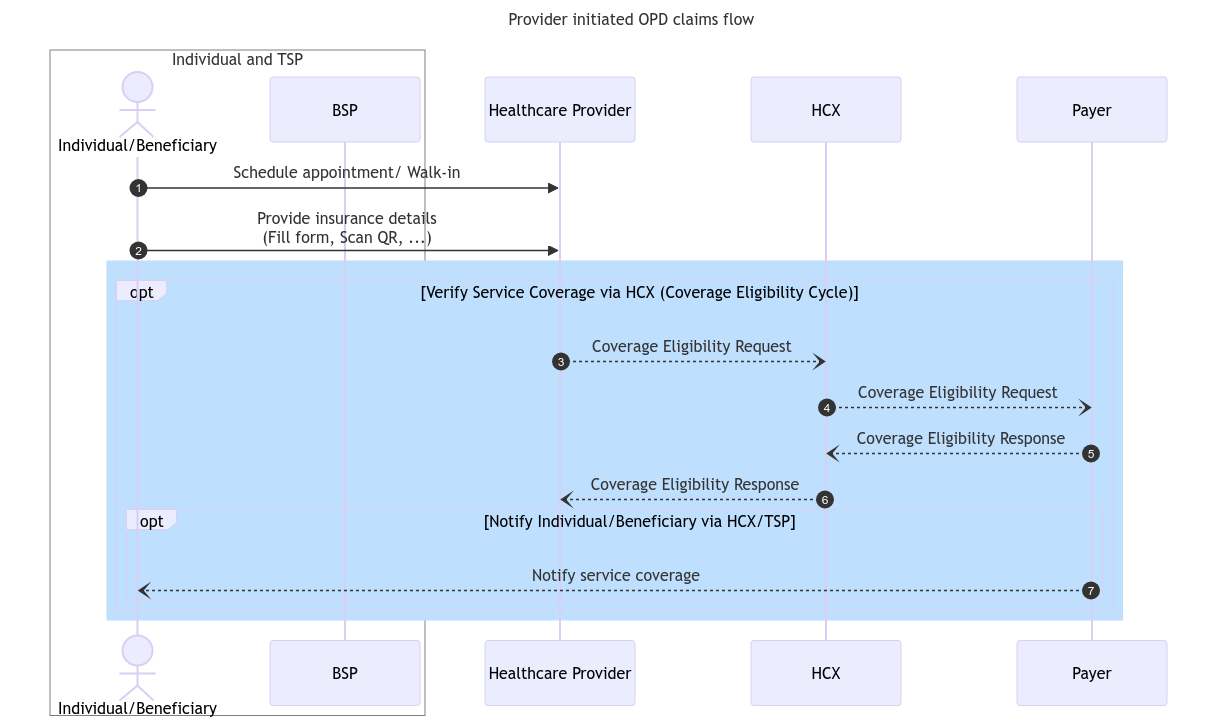 Provider initiated OPD claims flow
Individual and TSP
Individual/Beneficiary
BSP
Healthcare Provider
HCX
Payer
Schedule appointment/ Walk-in
1
Provide insurance details
(Fill form, Scan QR, ...)
2
opt
[Verify Service Coverage via HCX (Coverage Eligibility Cycle)]
Coverage Eligibility Request
3
Coverage Eligibility Request
4
Coverage Eligibility Response
5
Coverage Eligibility Response
6
opt
[Notify Individual/Beneficiary via HCX/TSP]
Notify service coverage
7
Individual/Beneficiary
BSP
Healthcare Provider
HCX
Payer